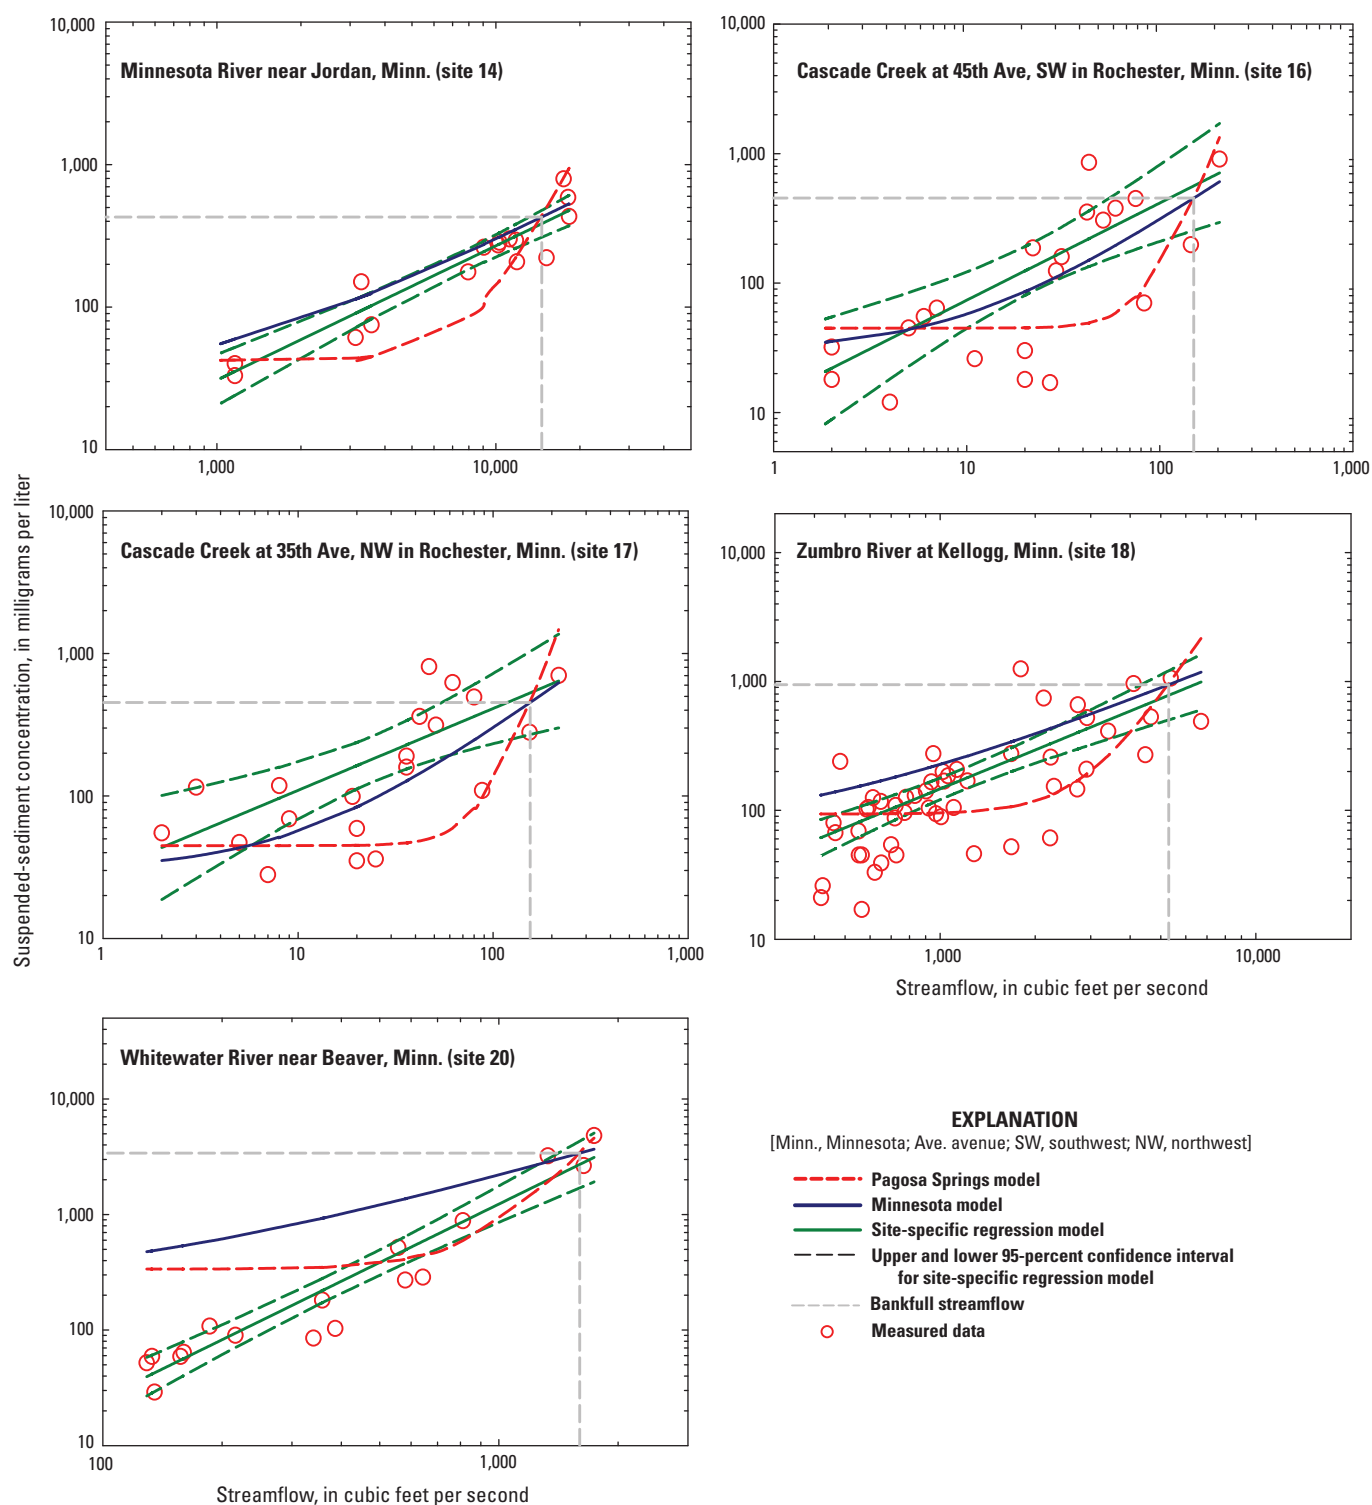 10,000
1,000
100
10
Minnesota River near Jordan, Minn. (site 14)
1,000
10,000
10,000
1,000
100
10
Cascade Creek at 45th Ave, SW in Rochester, Minn. (site 16)
1
10
100
1,000
Suspended-sediment concentration, in milligrams per liter
10,000
1,000
100
10
Cascade Creek at 35th Ave, NW in Rochester, Minn. (site 17)
1
10
100
1,000
10,000
1,000
100
10
Zumbro River at Kellogg, Minn. (site 18)
1,000
10,000
Streamflow, in cubic feet per second
10,000
1,000
100
10
Whitewater River near Beaver, Minn. (site 20)
100
1,000
Streamflow, in cubic feet per second
EXPLANATION
[Minn., Minnesota; Ave. avenue; SW, southwest; NW, northwest]
Pagosa Springs model
Minnesota model
Site-specific regression model
Upper and lower 95-percent confidence interval
for site-specific regression model
Bankfull streamflow
Measured data